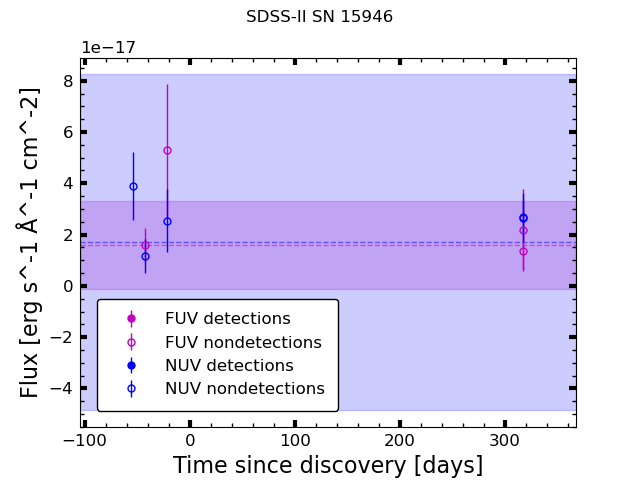 SDSS-II SN 15946
1e−17
8
6
4
2
0
−2
−4
Flux [erg s^-1 Å^-1 cm^-2]
FUV detections
FUV nondetections
NUV detections
NUV nondetections
−100 0 100 200 300
Time since discovery [days]